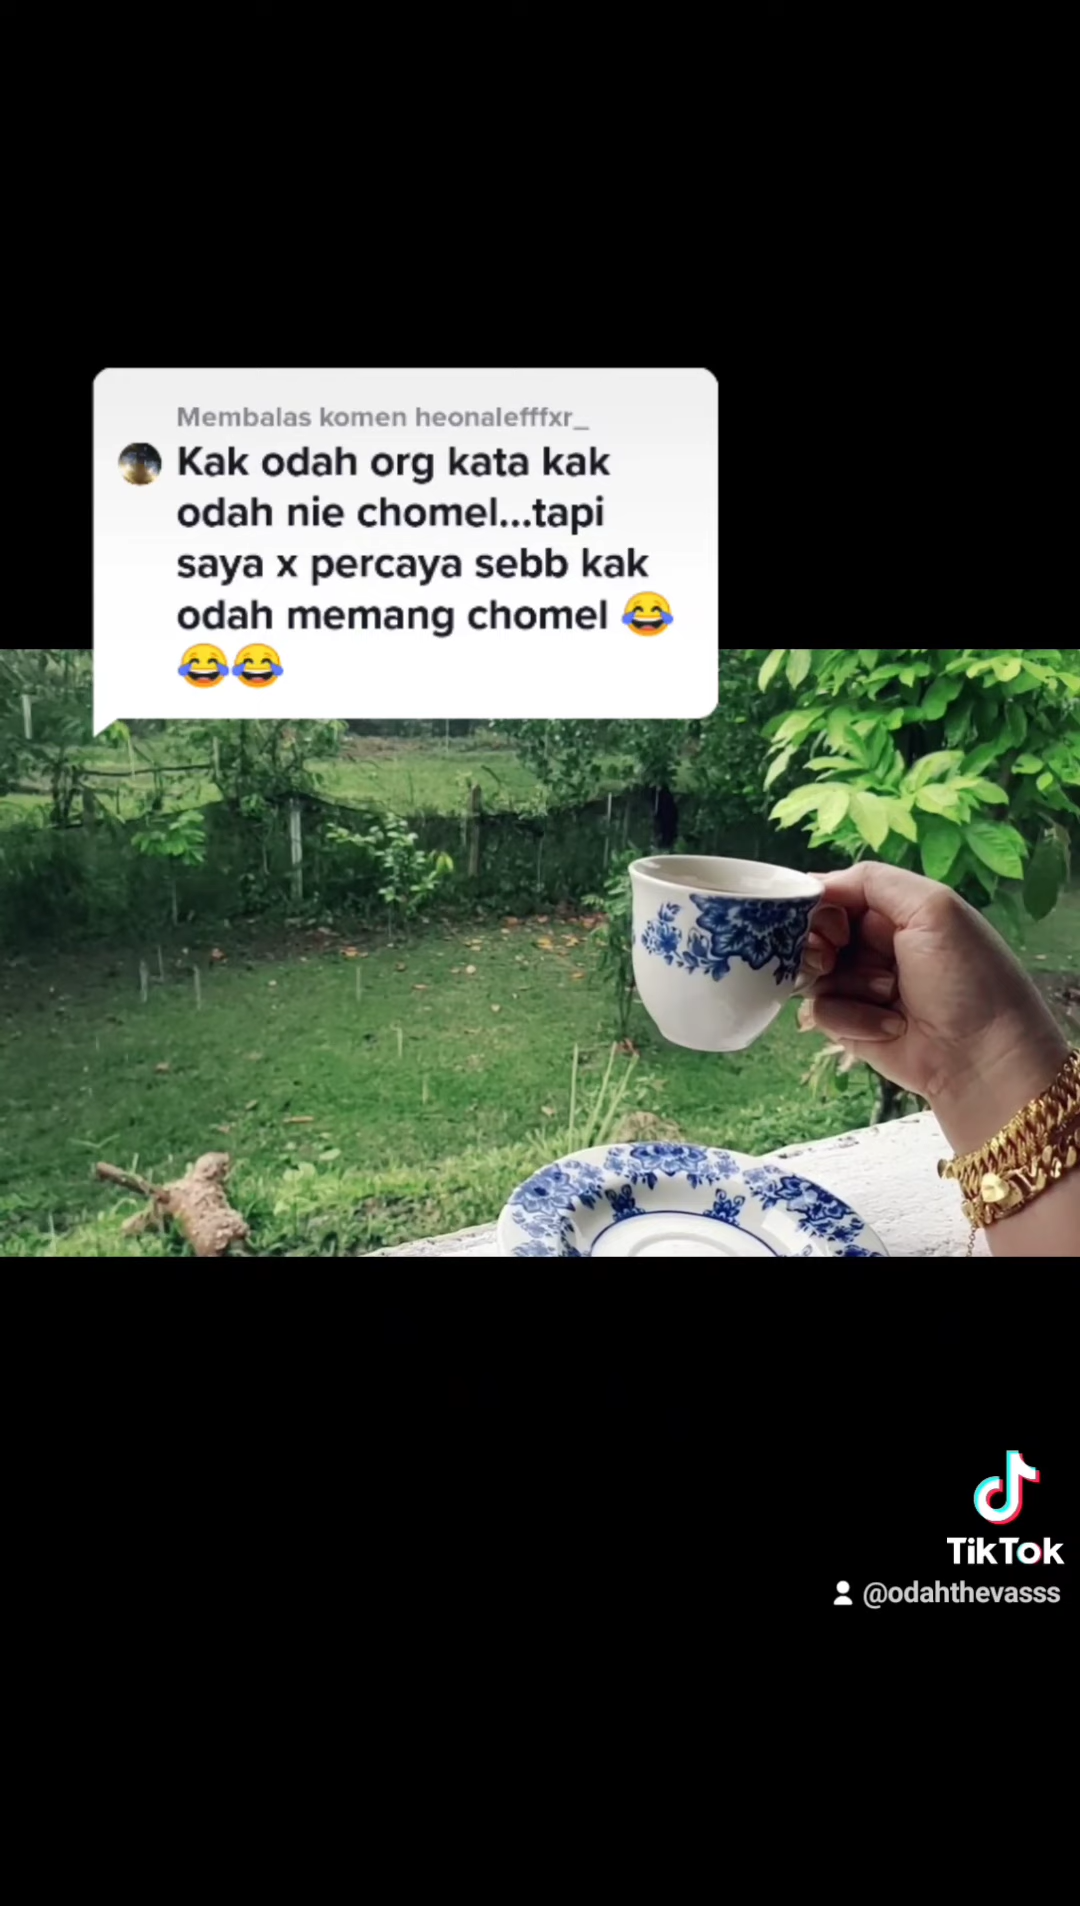 Membalas komen heonalefffxr_
Kak odah org kata kak
odah nie chomel...tapi
saya x percaya sebb kak
odah memang chomel 😂
😂😂
TikTok
@odahthevasss